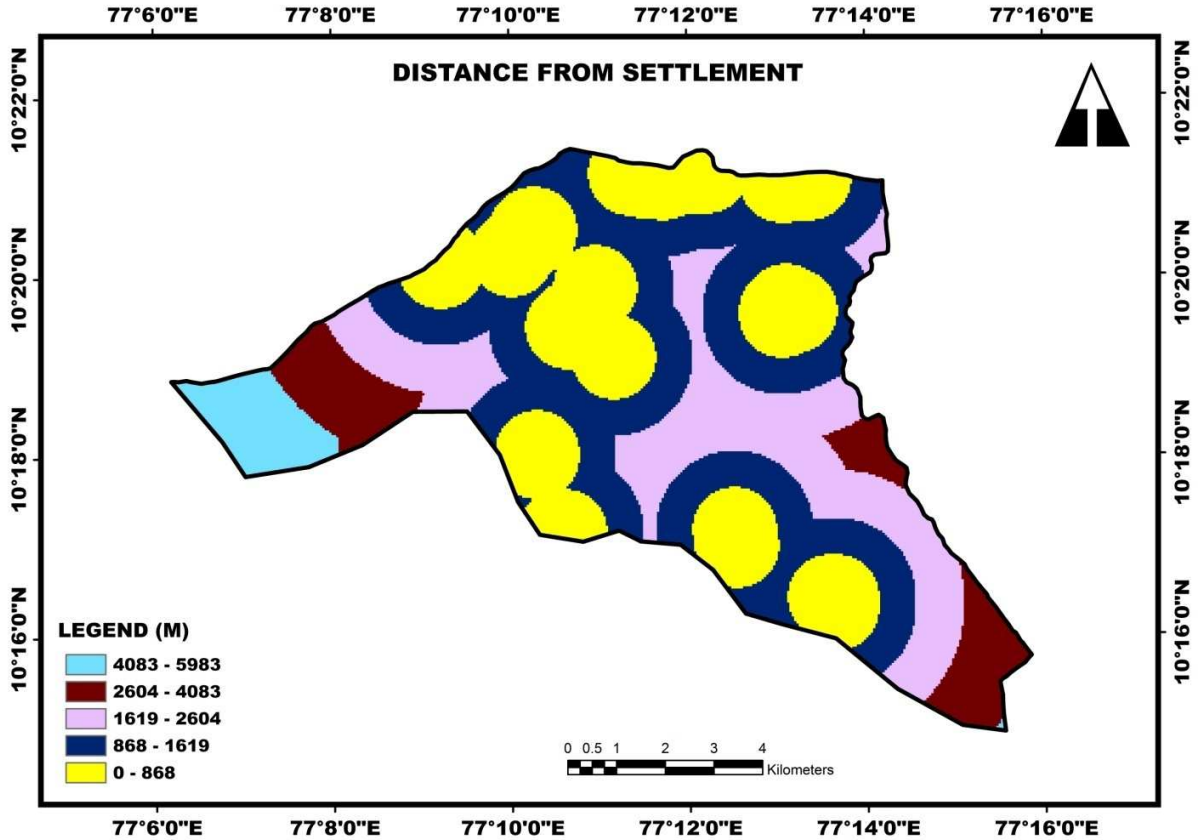 77°6'0"E 77°8'0"E 77°10'0"E 77°12'0"E 77°14'0"E 77°16'0"E
DISTANCE FROM SETTLEMENT
10°22'0"N 10°22'0"N
10°20'0"N 10°20'0"N
10°18'0"N 10°18'0"N
10°16'0"N 10°16'0"N
LEGEND (M)
4083 - 5983
2604 - 4083
1619 - 2604
868 - 1619
0 - 868
0 0.5 1 2 3 4
Kilometers
77°6'0"E 77°8'0"E 77°10'0"E 77°12'0"E 77°14'0"E 77°16'0"E